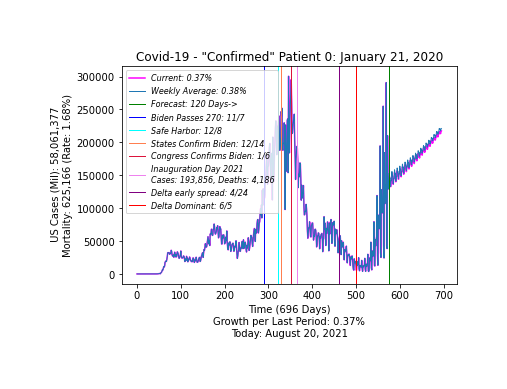 Covid-19 - "Confirmed" Patient 0: January 21, 2020
US Cases (Mil): 58,061,377
Mortality: 625,166 (Rate: 1.68%)
300000
250000
200000
150000
100000
50000
0
Current: 0.37%
Weekly Average: 0.38%
Forecast: 120 Days->
Biden Passes 270: 11/7
Safe Harbor: 12/8
States Confirm Biden: 12/14
Congress Confirms Biden: 1/6
Inauguration Day 2021
Cases: 193,856, Deaths: 4,186
Delta early spread: 4/24
Delta Dominant: 6/5
0 100 200 300 400 500 600 700
Time (696 Days)
Growth per Last Period: 0.37%
Today: August 20, 2021